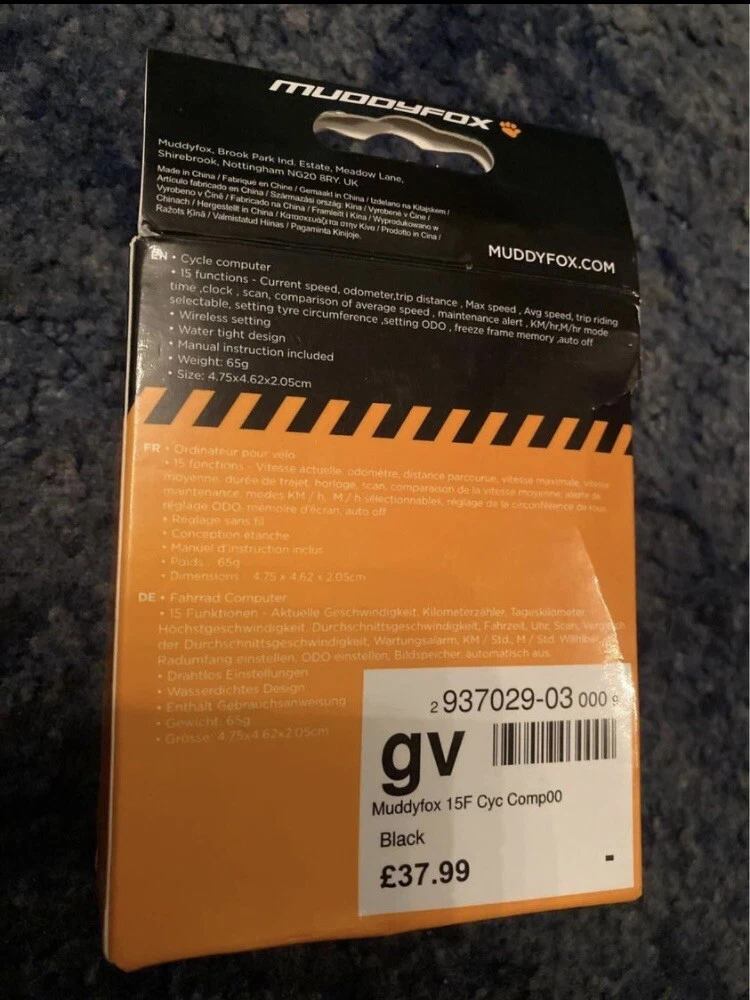 MUDDYFOX
Muddyfox, Brook Park Ind. Estate, Meadow Lane,
Shirebrook, Nottingham NG20 8RY. UK
Made in China / Fabriqué en Chine / Gemaakt in China / Izdelano na Kitajskem /
Artículo fabricado en China / Származási ország: Kína / Vyrobené v Číne /
Vyrobeno v Číně / Fabricado na China / Framleitt í Kína / Wyprodukowano w
Chinach / Hergestellt in China / Κατασκευάζεται στην Κίνα / Prodotto in Cina /
Ražots Ķīnā / Valmistatud Hiinas / Pagaminta Kinijoje.
MUDDYFOX.COM
EN • Cycle computer
• 15 functions - Current speed, odometer,trip distance , Max speed , Avg speed, trip riding
time ,clock , scan, comparison of average speed , maintenance alert , KM/hr,M/hr mode
selectable, setting tyre circumference ,setting ODO , freeze frame memory ,auto off
• Wireless setting
• Water tight design
• Manual instruction included
• Weight: 65g
• Size: 4.75x4.62x2.05cm
FR • Ordinateur pour vélo
• 15 fonctions - Vitesse actuelle, odomètre, distance parcourue, vitesse maximale, vitesse
moyenne, durée de trajet, horloge, scan, comparaison de la vitesse moyenne, alerte de
maintenance, modes KM / h, M / h sélectionnables, réglage de la circonférence de roue
réglage ODO, mémoire d'écran, auto off
• Réglage sans fil
• Conception étanche
• Manuel d'instruction inclus
• Poids : 65g
• Dimensions : 4.75 x 4.62 x 2.05cm
DE • Fahrrad Computer
• 15 Funktionen - Aktuelle Geschwindigkeit, Kilometerzähler, Tageskilometer,
Höchstgeschwindigkeit, Durchschnittsgeschwindigkeit, Fahrzeit, Uhr, Scan, Vergleich
der Durchschnittsgeschwindigkeit, Wartungsalarm, KM / Std., M / Std. Wählbar,
Radumfang einstellen, ODO einstellen, Bildspeicher, automatisch aus
• Drahtlos Einstellungen
• Wasserdichtes Design
• Enthält Gebrauchsanweisung
• Gewicht: 65g
• Grösse: 4.75x4.62x2.05cm
2 937029-03 000 9
gv
Muddyfox 15F Cyc Comp00
Black
£37.99